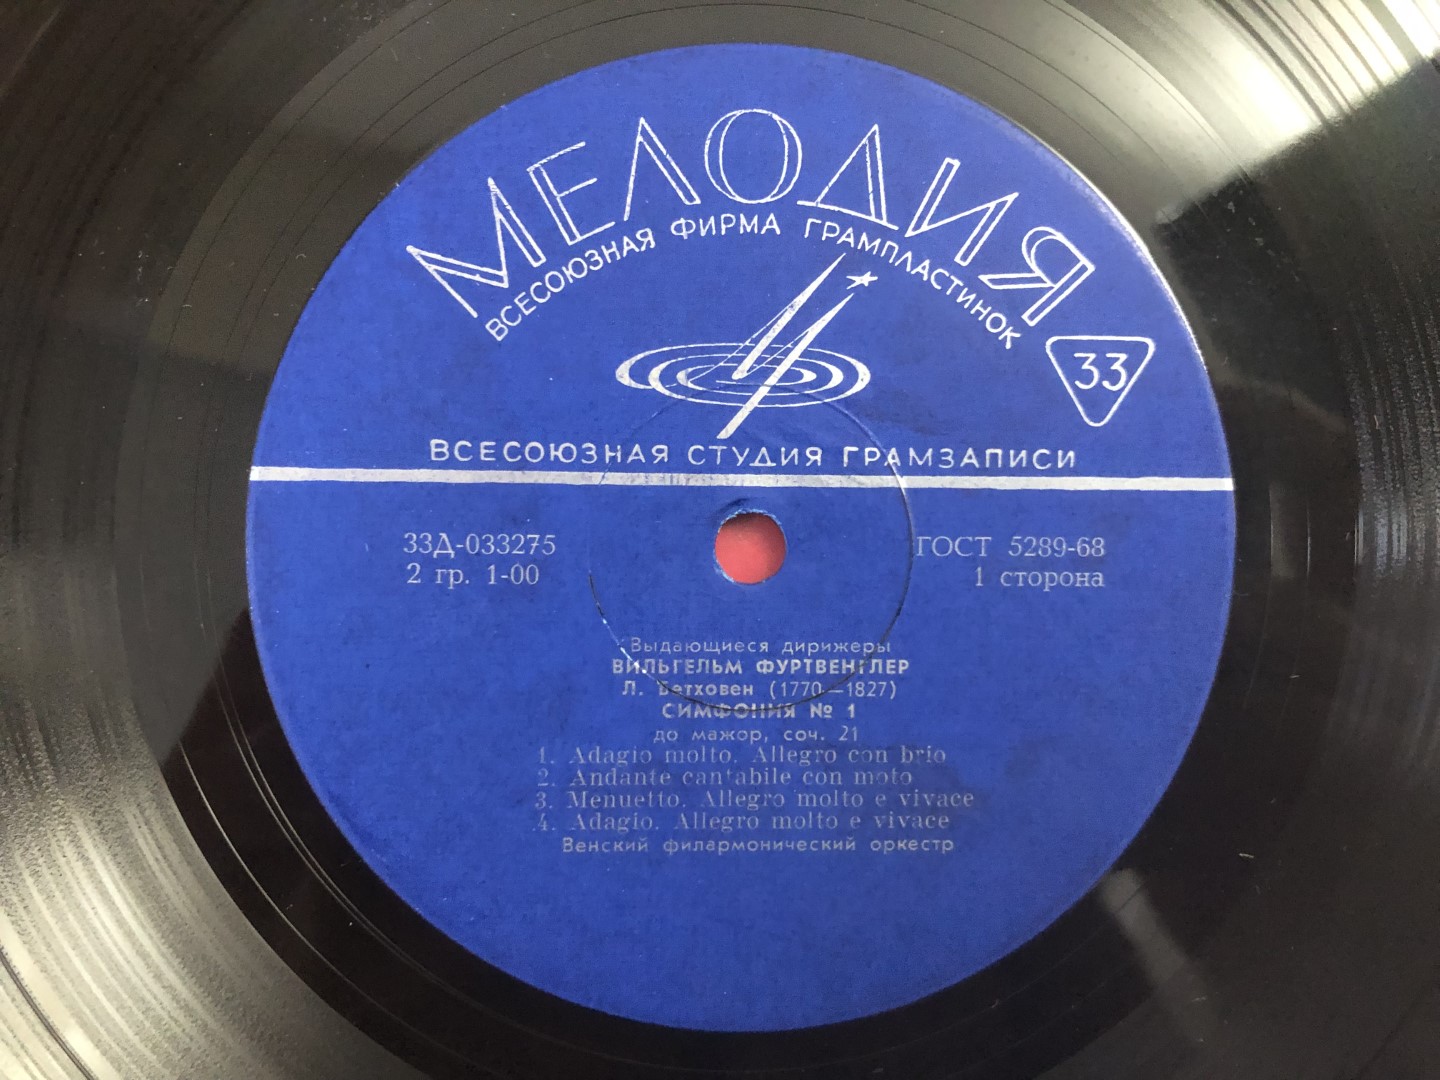 МЕЛОДИЯ
ВСЕСОЮЗНАЯ ФИРМА ГРАМПЛАСТИНОК
33
ВСЕСОЮЗНАЯ СТУДИЯ ГРАМЗАПИСИ
33Д-033275
2 гр. 1-00
ГОСТ 5289-68
1 сторона
Выдающиеся дирижеры
ВИЛЬГЕЛЬМ ФУРТВЕНГЛЕР
Л. Бетховен (1770—1827)
СИМФОНИЯ № 1
до мажор, соч. 21
1. Adagio molto. Allegro con brio
2. Andante cantabile con moto
3. Menuetto. Allegro molto e vivace
4. Adagio. Allegro molto e vivace
Венский филармонический оркестр